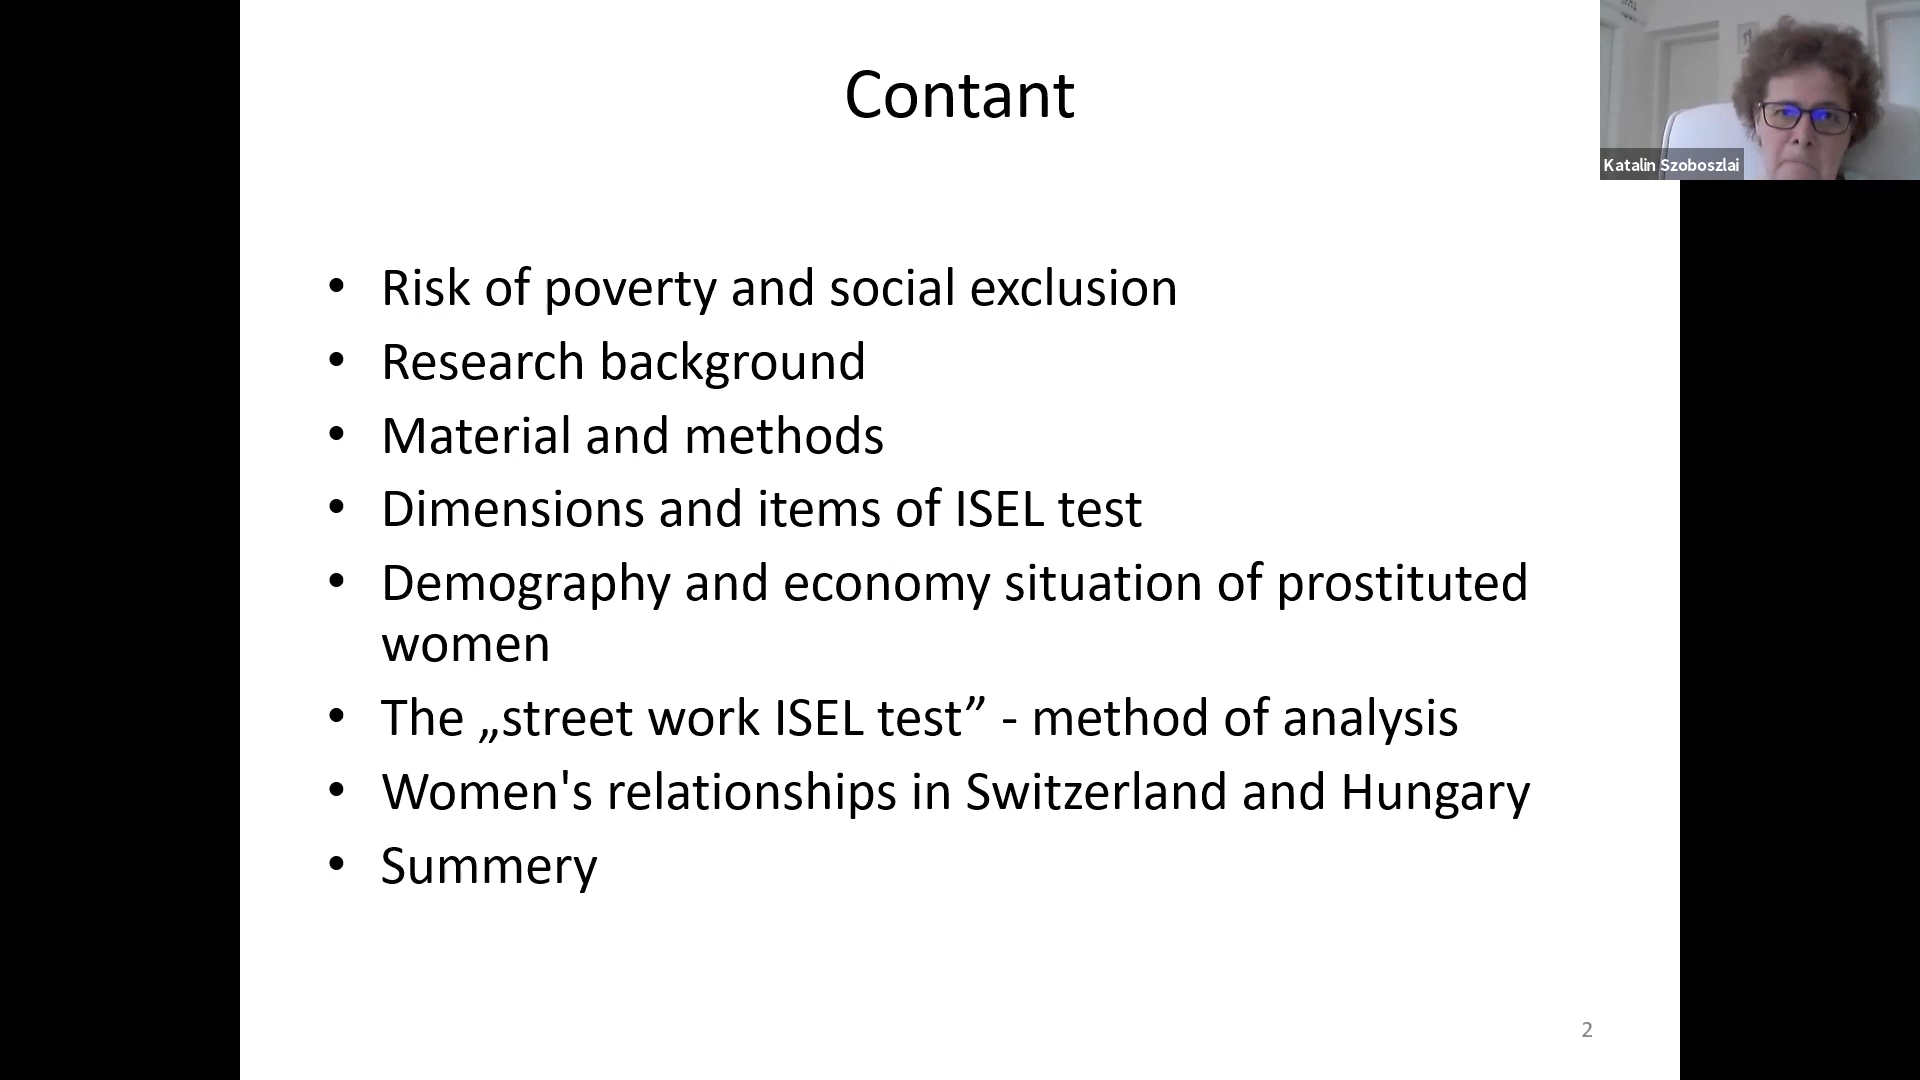 Contant
Katalin Szoboszlai
• Risk of poverty and social exclusion
• Research background
• Material and methods
• Dimensions and items of ISEL test
• Demography and economy situation of prostituted
women
• The „street work ISEL test” - method of analysis
• Women's relationships in Switzerland and Hungary
• Summery
2